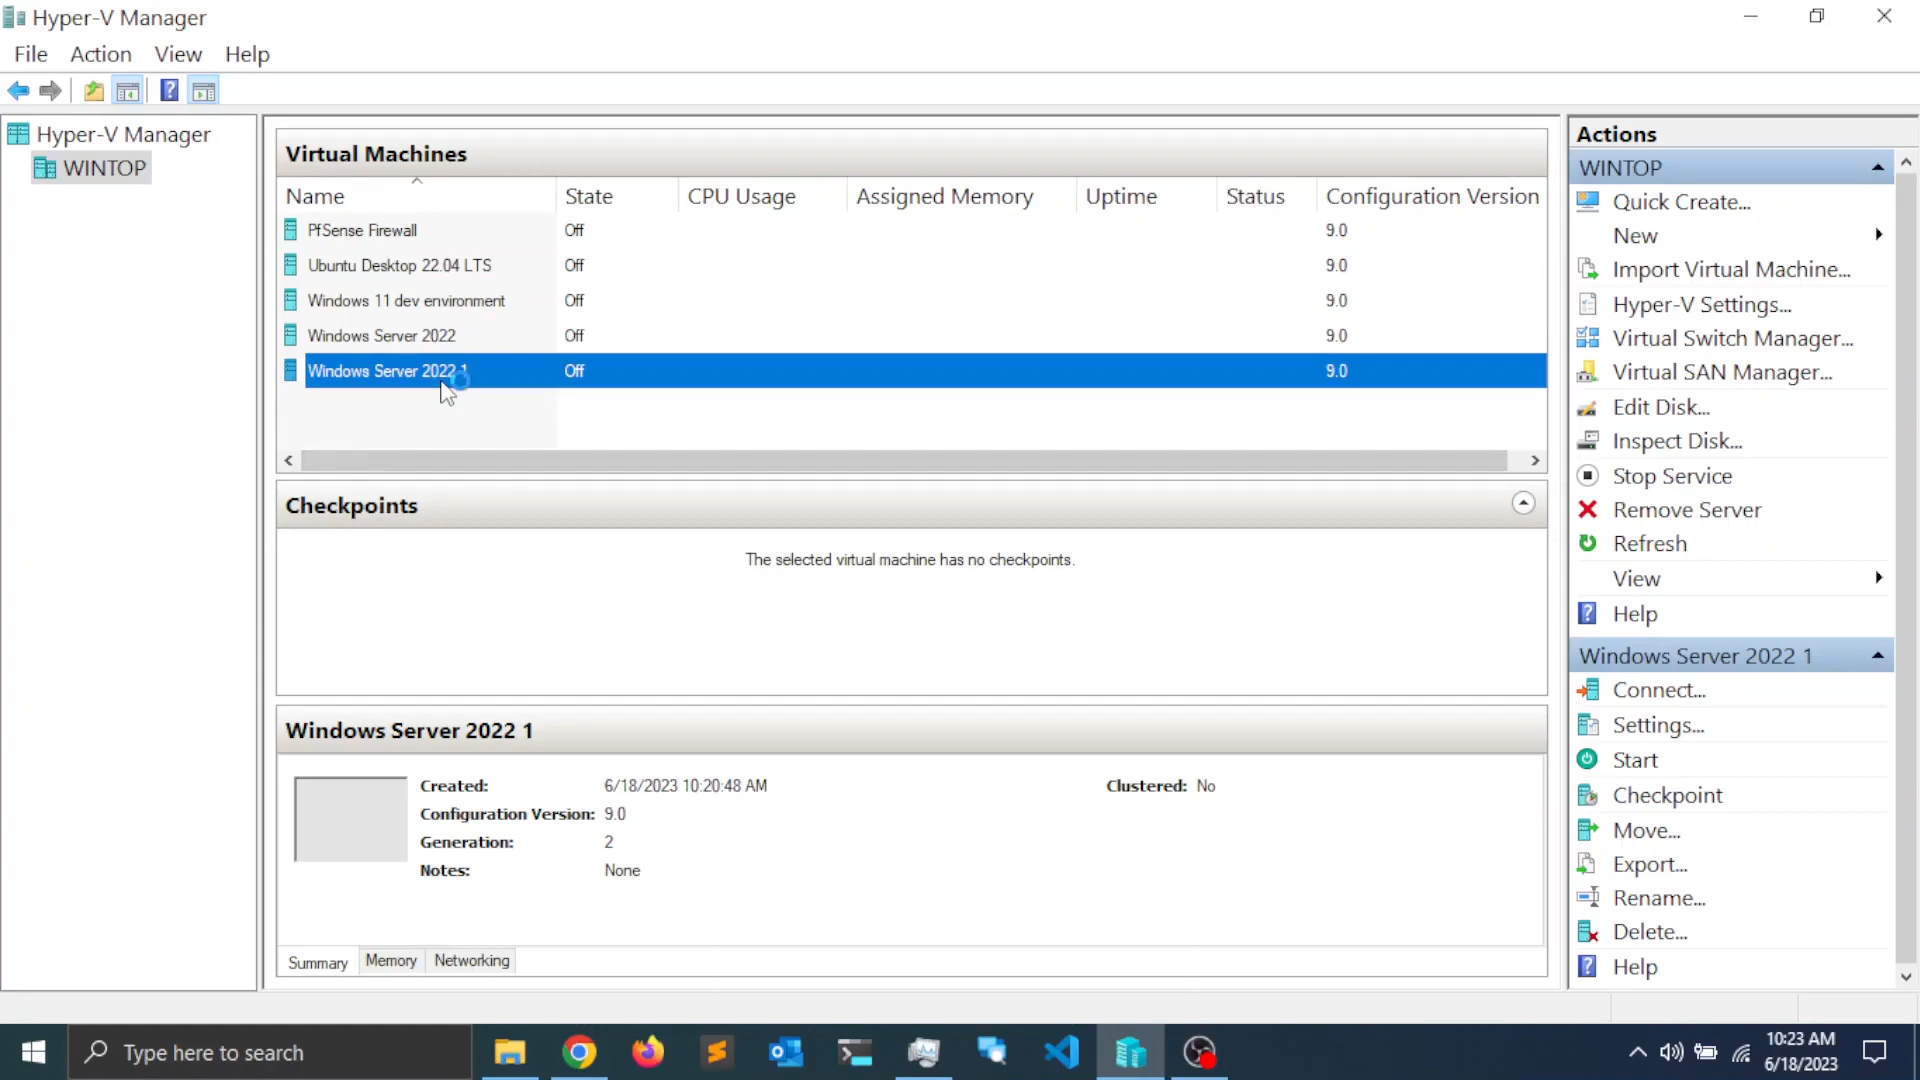 Hyper-V Manager
File Action View Help
Hyper-V Manager
WINTOP
Virtual Machines
Name State CPU Usage Assigned Memory Uptime Status Configuration Version
PfSense Firewall Off 9.0
Ubuntu Desktop 22.04 LTS Off 9.0
Windows 11 dev environment Off 9.0
Windows Server 2022 Off 9.0
Windows Server 2022 1 Off 9.0
Checkpoints
The selected virtual machine has no checkpoints.
Windows Server 2022 1
Created: 6/18/2023 10:20:48 AM Clustered: No
Configuration Version: 9.0
Generation: 2
Notes: None
Summary Memory Networking
Actions
WINTOP
Quick Create...
New
Import Virtual Machine...
Hyper-V Settings...
Virtual Switch Manager...
Virtual SAN Manager...
Edit Disk...
Inspect Disk...
Stop Service
Remove Server
Refresh
View
Help
Windows Server 2022 1
Connect...
Settings...
Start
Checkpoint
Move...
Export...
Rename...
Delete...
Help
Type here to search
10:23 AM
6/18/2023